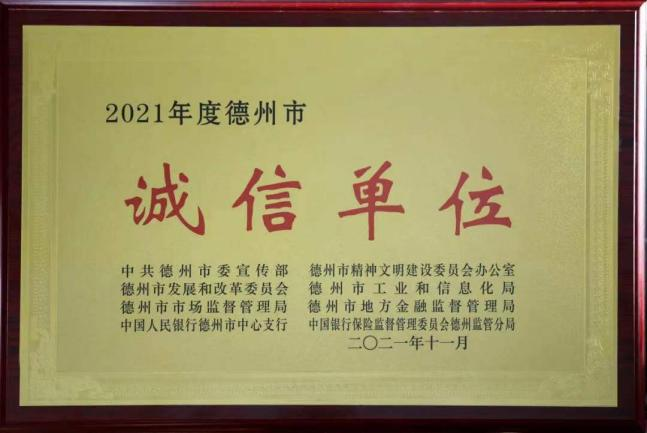 2021年度德州市
诚信单位
中共德州市委宣传部 德州市精神文明建设委员会办公室
德州市发展和改革委员会 德州市工业和信息化局
德州市市场监督管理局 德州市地方金融监督管理局
中国人民银行德州市中心支行 中国银行保险监督管理委员会德州监管分局
二〇二一年十一月